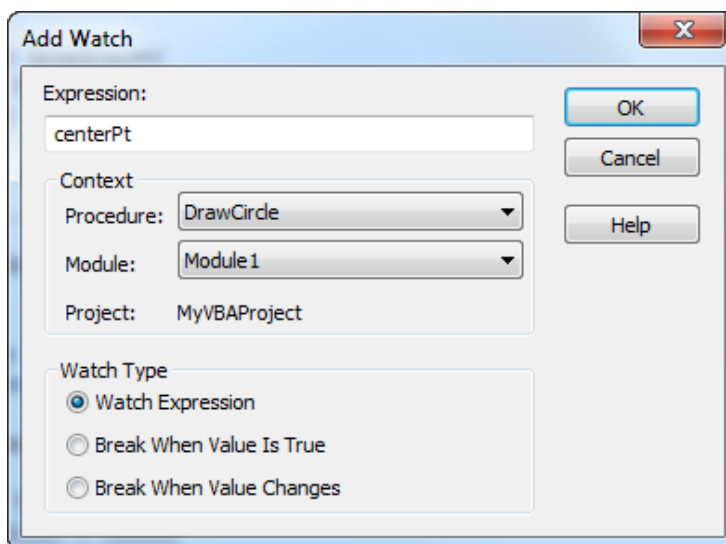 Add Watch
Expression:
centerPt
OK
Cancel
Help
Context
Procedure: DrawCircle
Module: Module1
Project: MyVBAProject
Watch Type
Watch Expression
Break When Value Is True
Break When Value Changes